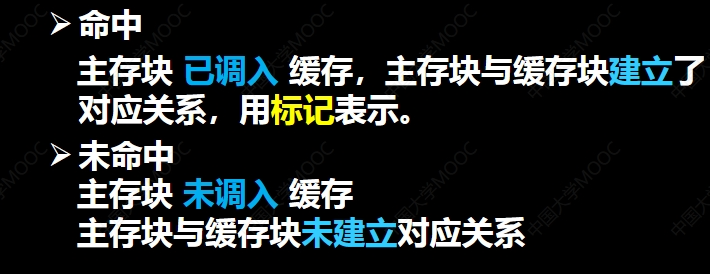 命中
主存块 已调入 缓存，主存块与缓存块建立了
对应关系，用标记表示。
未命中
主存块 未调入 缓存
主存块与缓存块未建立对应关系
中国大学MOOC